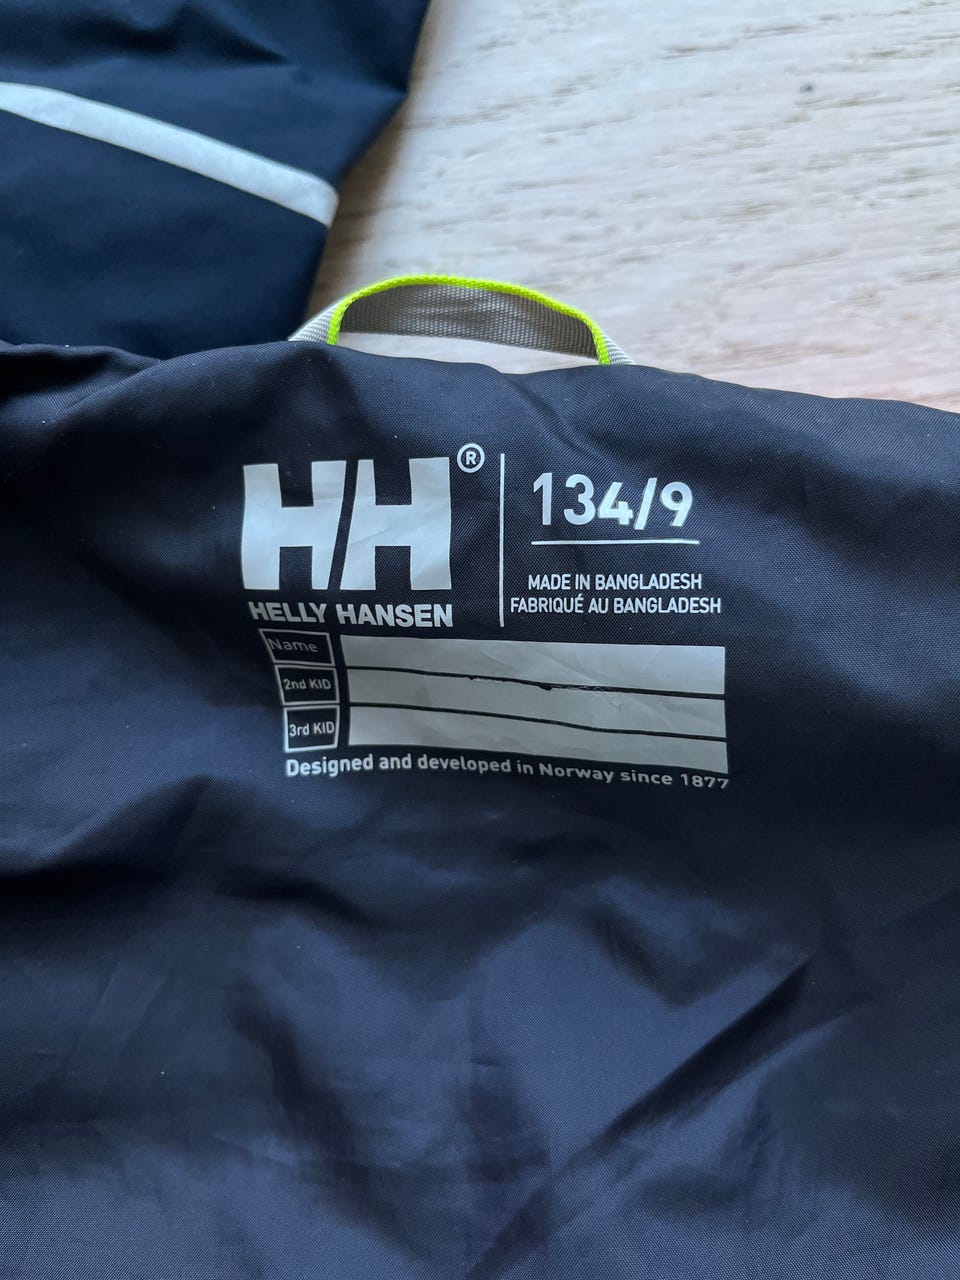 HH®
HELLY HANSEN
134/9
MADE IN BANGLADESH
FABRIQUÉ AU BANGLADESH
Name
2nd KID
3rd KID
Designed and developed in Norway since 1877